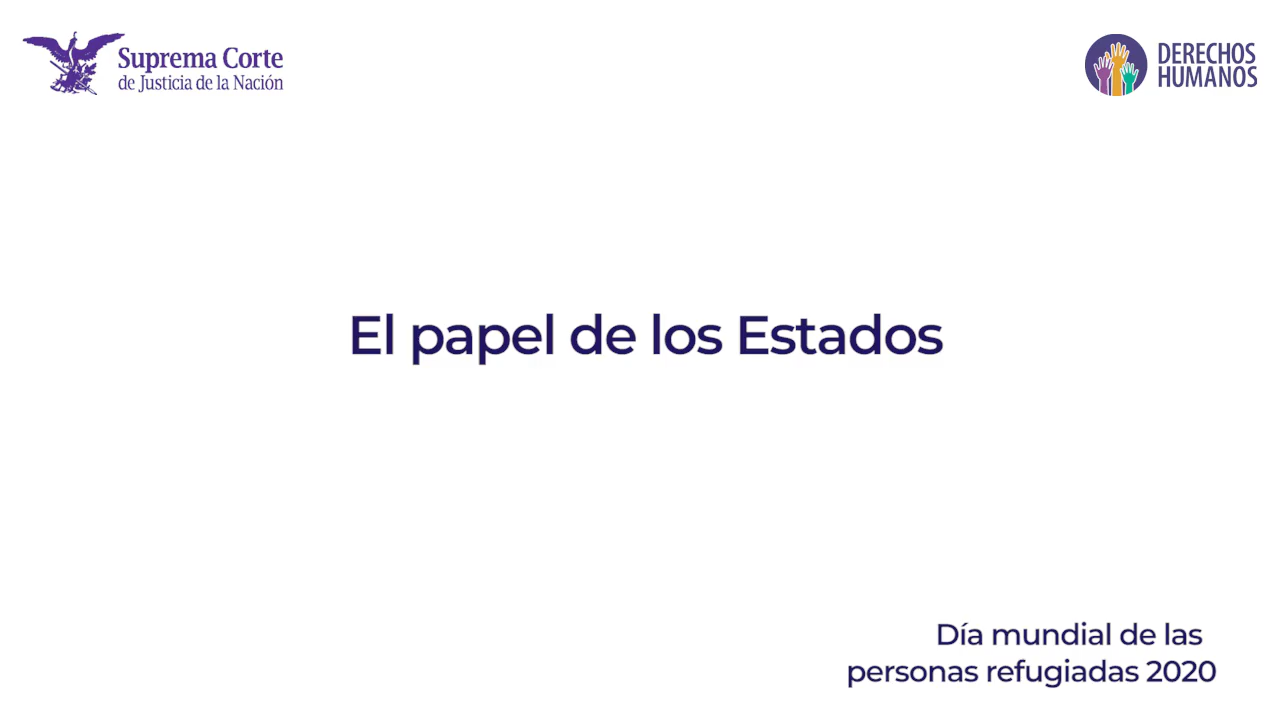 Suprema Corte
de Justicia de la Nación
DERECHOS
HUMANOS
El papel de los Estados
Día mundial de las
personas refugiadas 2020